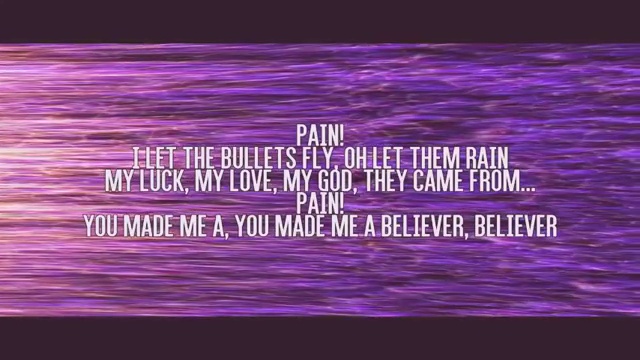 PAIN!
I LET THE BULLETS FLY, OH LET THEM RAIN
MY LUCK, MY LOVE, MY GOD, THEY CAME FROM...
PAIN!
YOU MADE ME A, YOU MADE ME A BELIEVER, BELIEVER